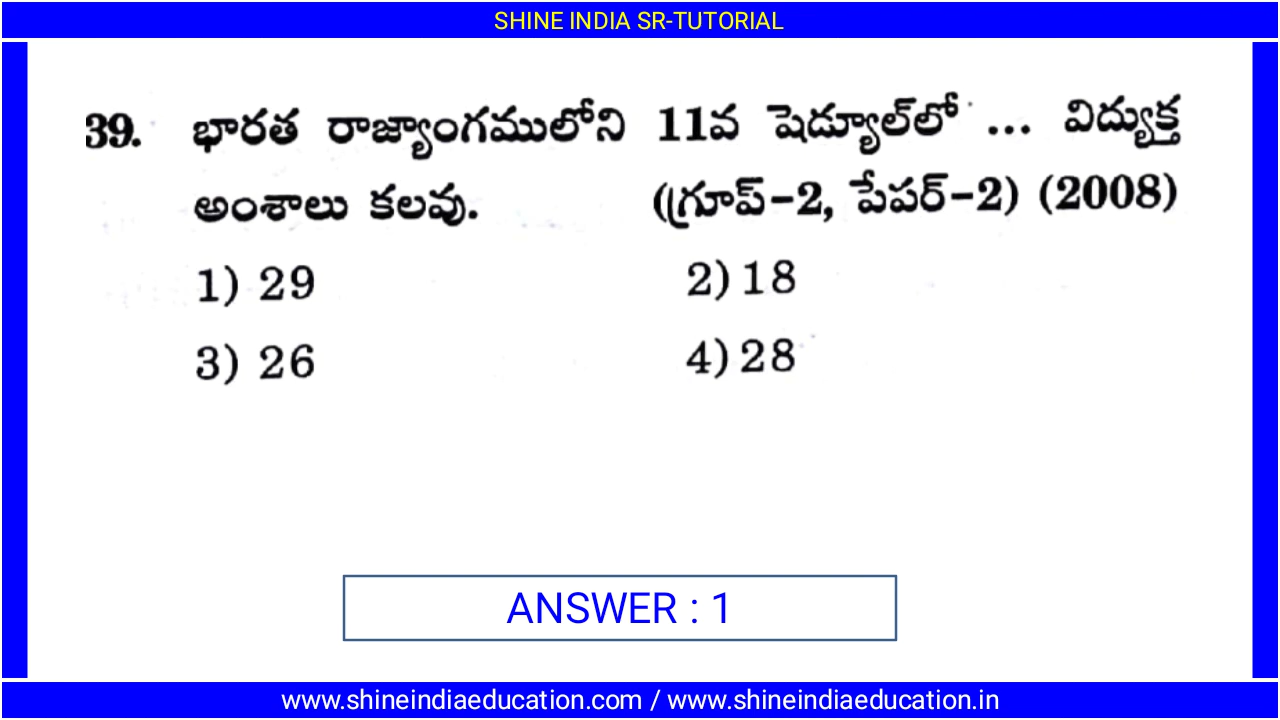 SHINE INDIA SR-TUTORIAL
39. భారత రాజ్యాంగములోని 11వ షెడ్యూల్‌లో ... విద్యుక్త
అంశాలు కలవు. (గ్రూప్-2, పేపర్-2) (2008)
1) 29 2) 18
3) 26 4) 28
ANSWER : 1
www.shineindiaeducation.com / www.shineindiaeducation.in